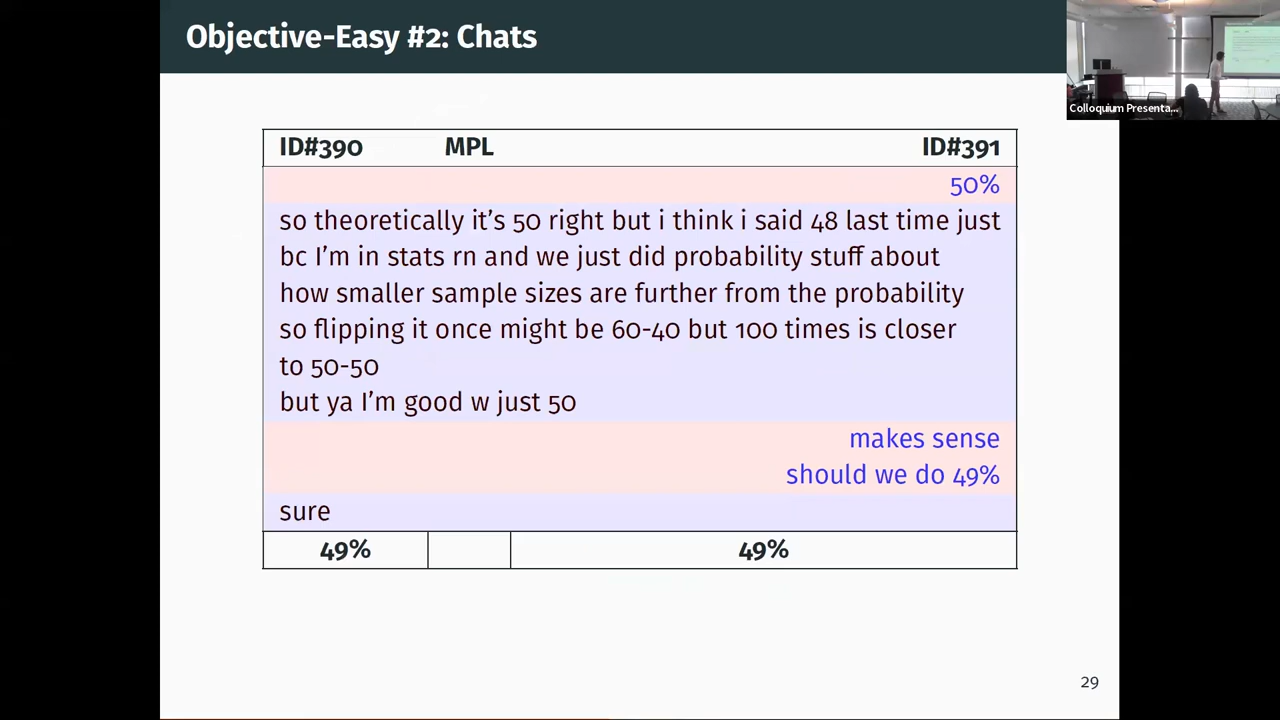 Objective-Easy #2: Chats
Colloquium Presenta...
ID#390 MPL ID#391
50%
so theoretically it's 50 right but i think i said 48 last time just
bc I'm in stats rn and we just did probability stuff about
how smaller sample sizes are further from the probability
so flipping it once might be 60-40 but 100 times is closer
to 50-50
but ya I'm good w just 50
makes sense
should we do 49%
sure
49% 49%
29